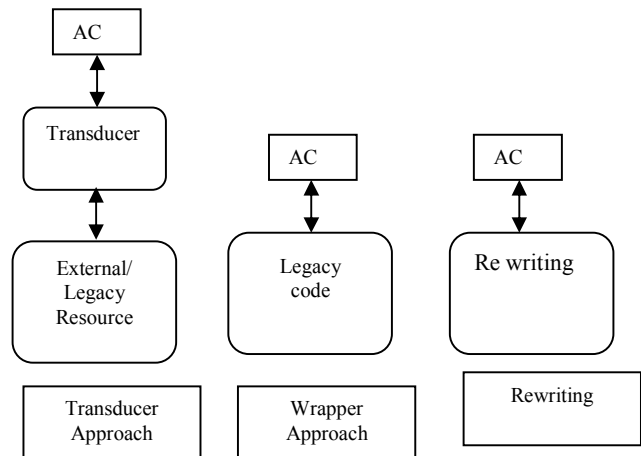 AC
Transducer
External/
Legacy
Resource
Transducer
Approach
AC
Legacy
code
Wrapper
Approach
AC
Re writing
Rewriting